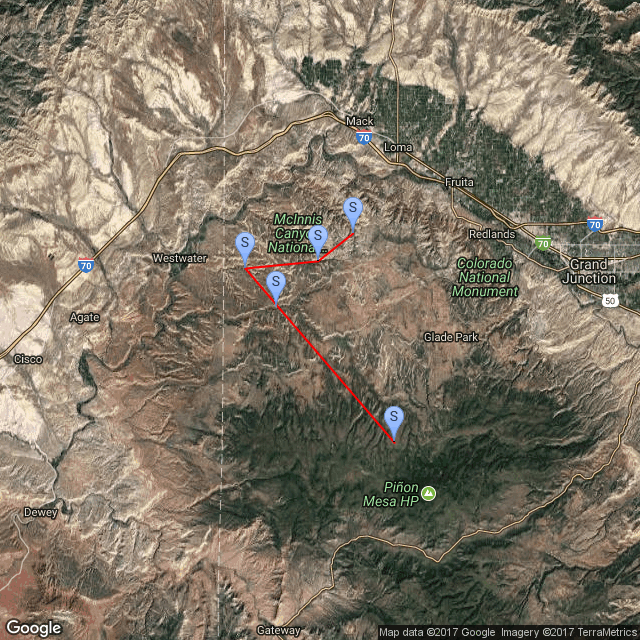 Mack
70
Loma
Fruita
S
McInnis
Canyons
National...
S
S
Redlands
70
70
Westwater
70
Colorado
National
Monument
Grand
Junction
50
S
Agate
Glade Park
Cisco
S
Piñon
Mesa HP
Dewey
Gateway
Google
Map data ©2017 Google Imagery ©2017 TerraMetrics